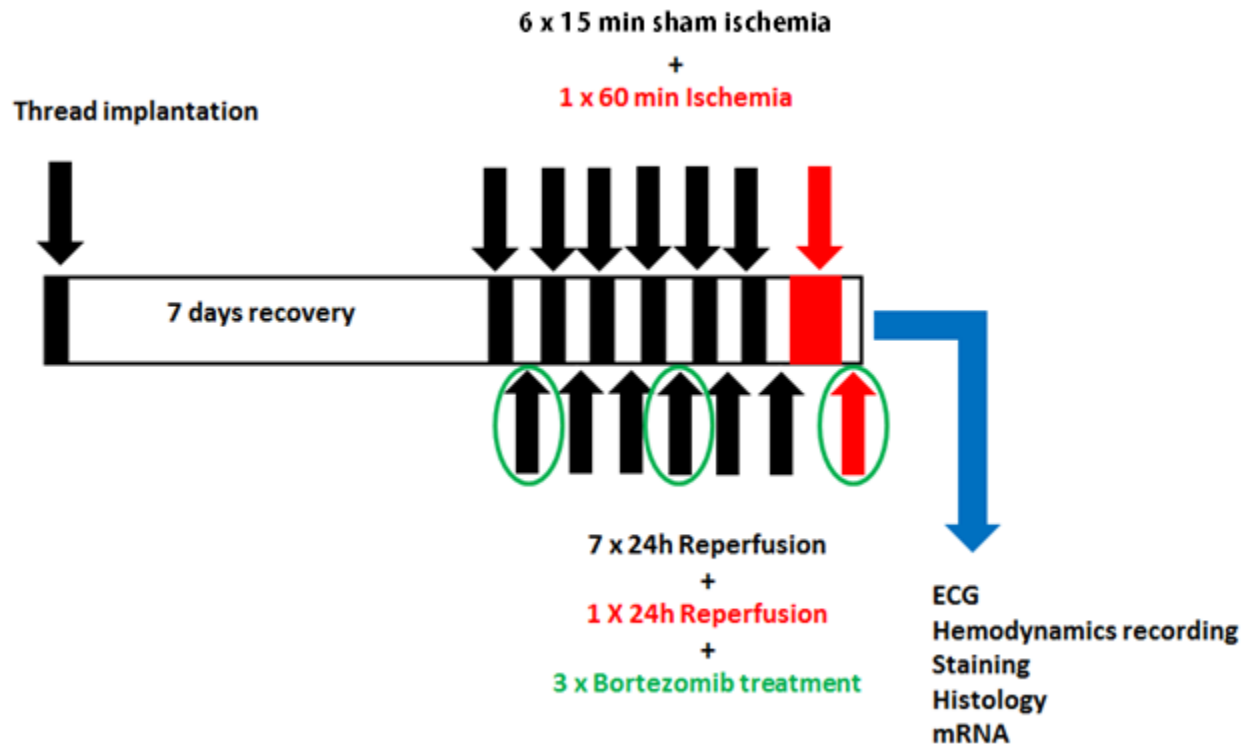 6 x 15 min sham ischemia
+
1 x 60 min Ischemia
Thread implantation
7 days recovery
7 x 24h Reperfusion
+
1 X 24h Reperfusion
+
3 x Bortezomib treatment
ECG
Hemodynamics recording
Staining
Histology
mRNA